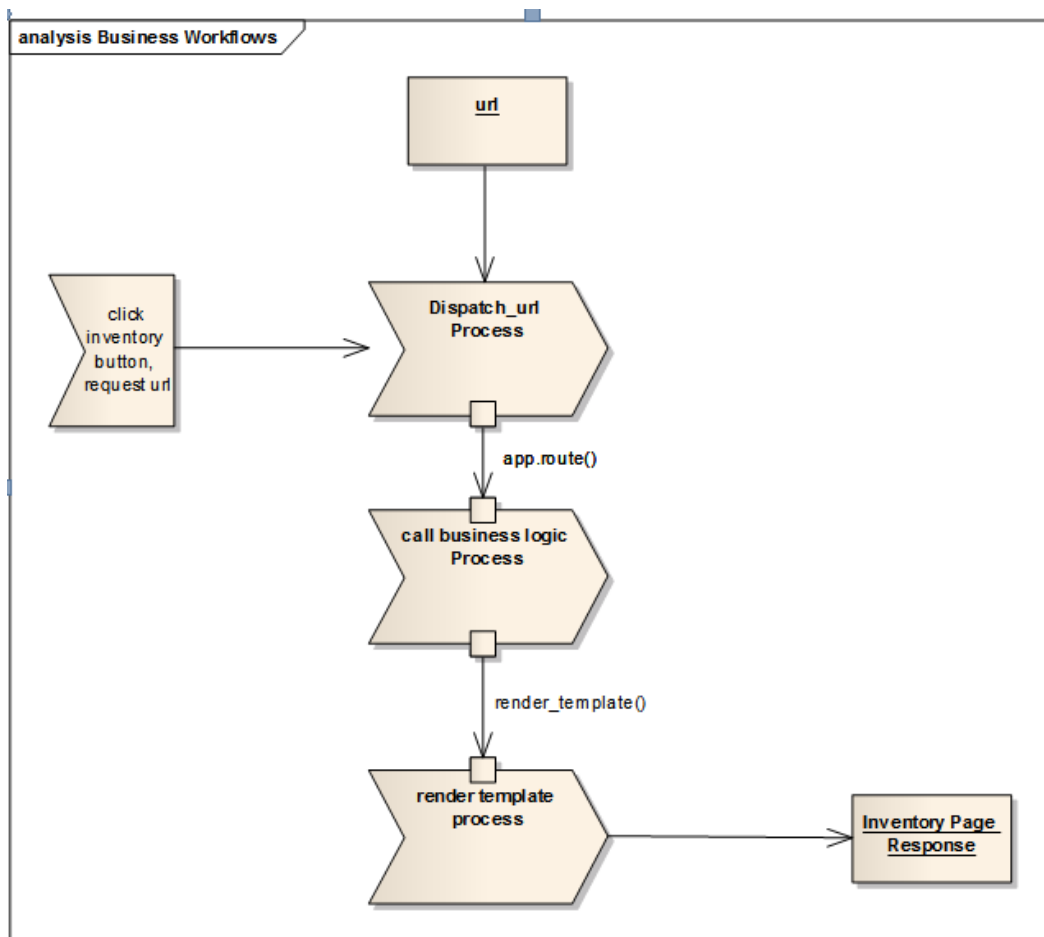 analysis Business Workflows
url
click
inventory
button,
request url
Dispatch_url
Process
app.route()
call business logic
Process
render_template()
render template
process
Inventory Page
Response